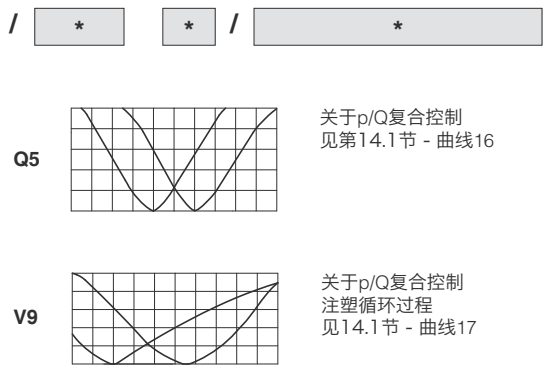 / * * / *
关于p/Q复合控制
见第14.1节 - 曲线16
Q5
关于p/Q复合控制
注塑循环过程
见14.1节 - 曲线17
V9